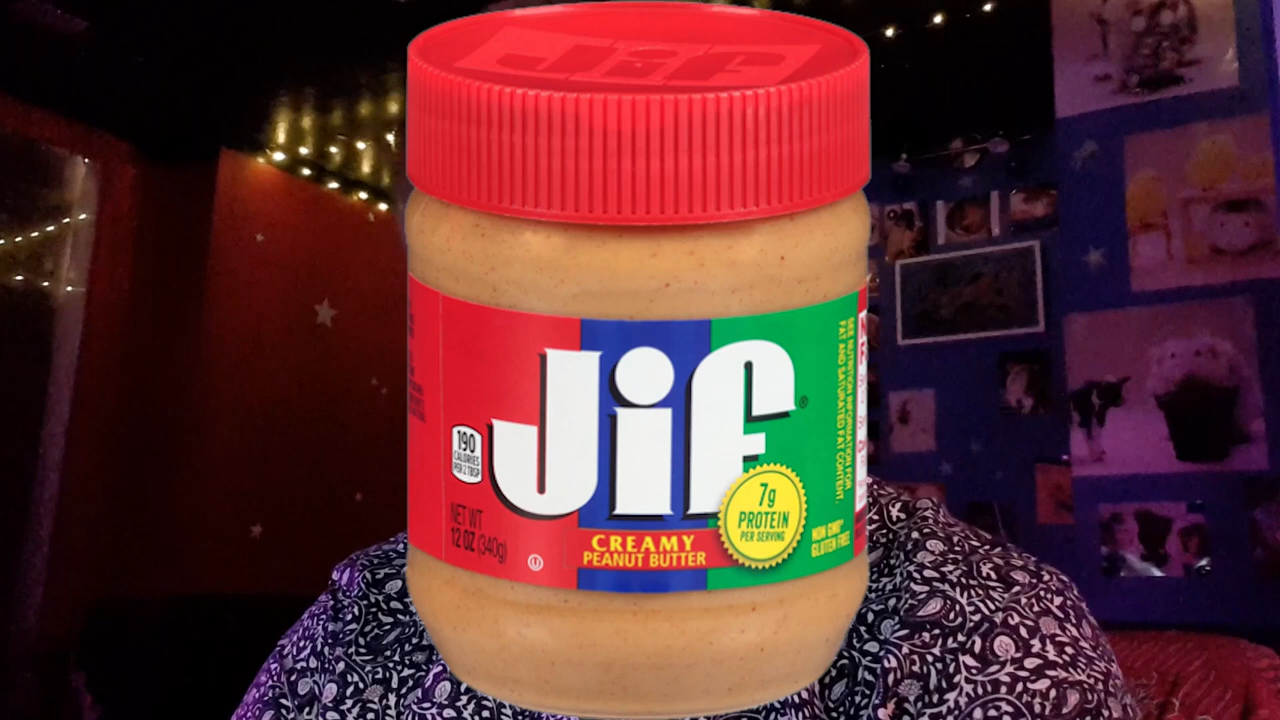 Jif
Jif®
190
CALORIES
PER 2 TBSP
7g
PROTEIN
PER SERVING
NET WT
12 OZ (340g)
U
CREAMY
PEANUT BUTTER
NON GMO*
GLUTEN FREE
SEE NUTRITION INFORMATION FOR
FAT AND SATURATED FAT CONTENT.